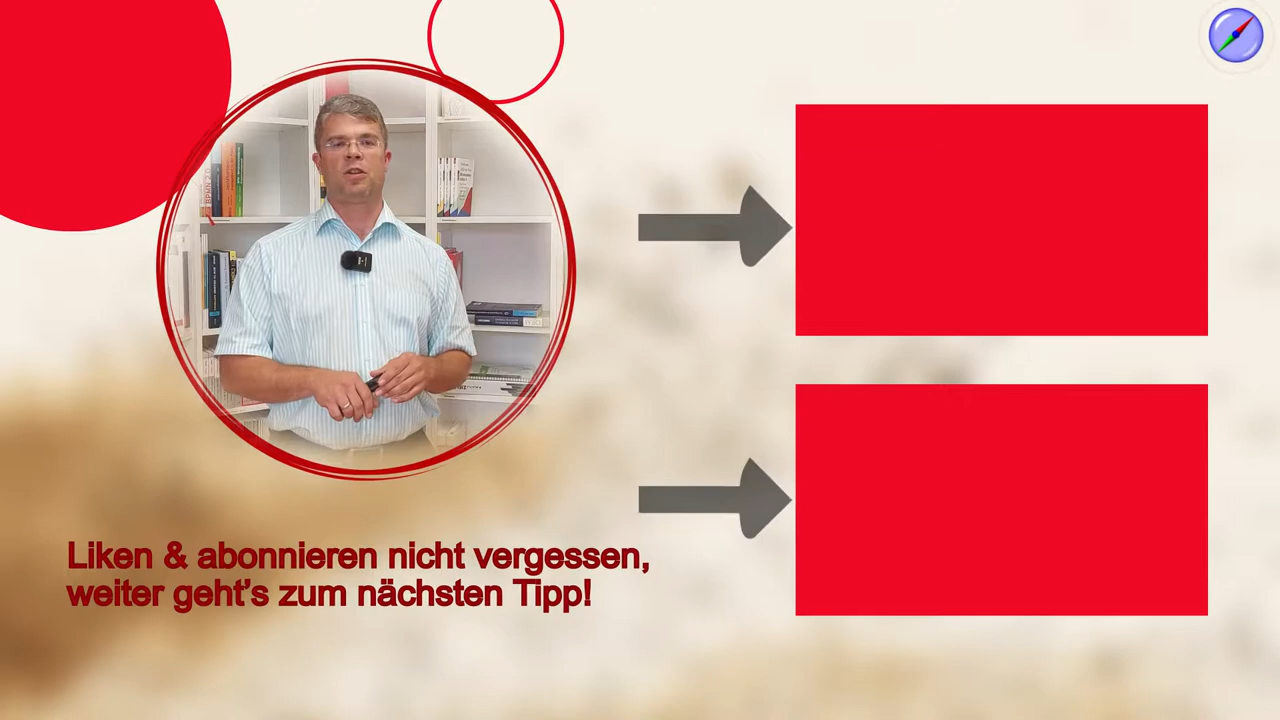 Liken & abonnieren nicht vergessen,
weiter geht's zum nächsten Tipp!